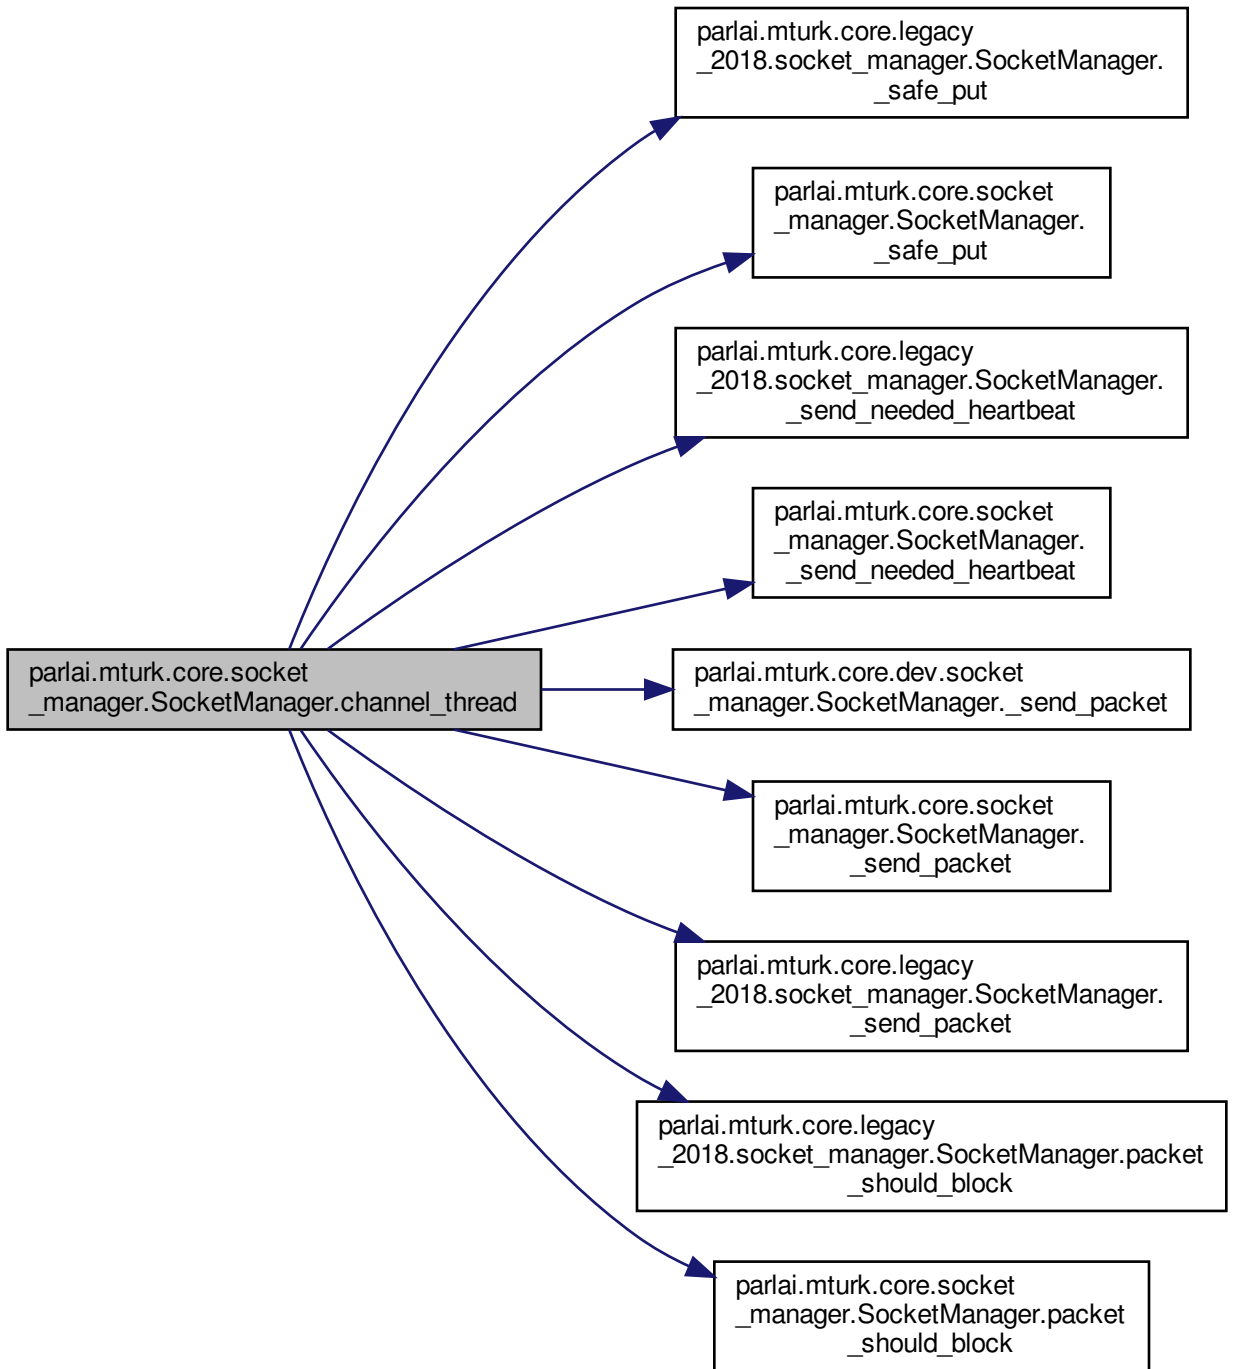 parlai.mturk.core.legacy
_2018.socket_manager.SocketManager.
_safe_put
parlai.mturk.core.socket
_manager.SocketManager.
_safe_put
parlai.mturk.core.legacy
_2018.socket_manager.SocketManager.
_send_needed_heartbeat
parlai.mturk.core.socket
_manager.SocketManager.
_send_needed_heartbeat
parlai.mturk.core.socket
_manager.SocketManager.channel_thread
parlai.mturk.core.dev.socket
_manager.SocketManager._send_packet
parlai.mturk.core.socket
_manager.SocketManager.
_send_packet
parlai.mturk.core.legacy
_2018.socket_manager.SocketManager.
_send_packet
parlai.mturk.core.legacy
_2018.socket_manager.SocketManager.packet
_should_block
parlai.mturk.core.socket
_manager.SocketManager.packet
_should_block